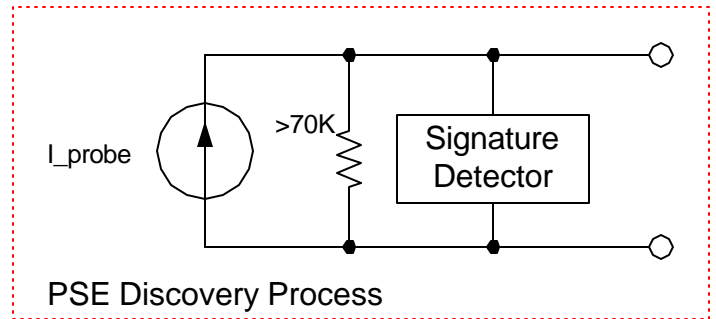 >70K
Signature
Detector
I_probe
PSE Discovery Process